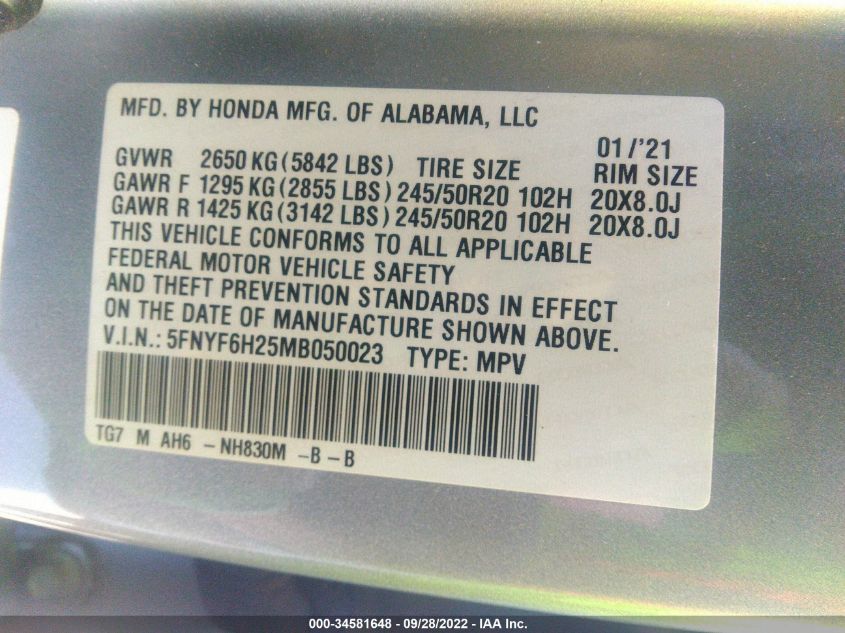 MFD. BY HONDA MFG. OF ALABAMA, LLC
01/'21
GVWR 2650 KG (5842 LBS) TIRE SIZE RIM SIZE
GAWR F 1295 KG (2855 LBS) 245/50R20 102H 20X8.0J
GAWR R 1425 KG (3142 LBS) 245/50R20 102H 20X8.0J
THIS VEHICLE CONFORMS TO ALL APPLICABLE
FEDERAL MOTOR VEHICLE SAFETY
AND THEFT PREVENTION STANDARDS IN EFFECT
ON THE DATE OF MANUFACTURE SHOWN ABOVE.
V.I.N.: 5FNYF6H25MB050023 TYPE: MPV
TG7 M AH6 - NH830M - B - B
000-34581648 - 09/28/2022 - IAA Inc.